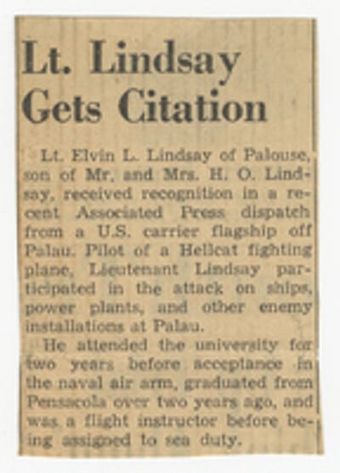 Lt. Lindsay
Gets Citation
Lt. Elvin L. Lindsay of Palouse,
son of Mr. and Mrs. H. O. Lind-
say, received recognition in a re-
cent Associated Press dispatch
from a U.S. carrier flagship off
Palau. Pilot of a Hellcat fighting
plane, Lieutenant Lindsay par-
ticipated in the attack on ships,
power plants, and other enemy
installations at Palau.
He attended the university for
two years before acceptance in
the naval air arm, graduated from
Pensacola over two years ago, and
was a flight instructor before be-
ing assigned to sea duty.